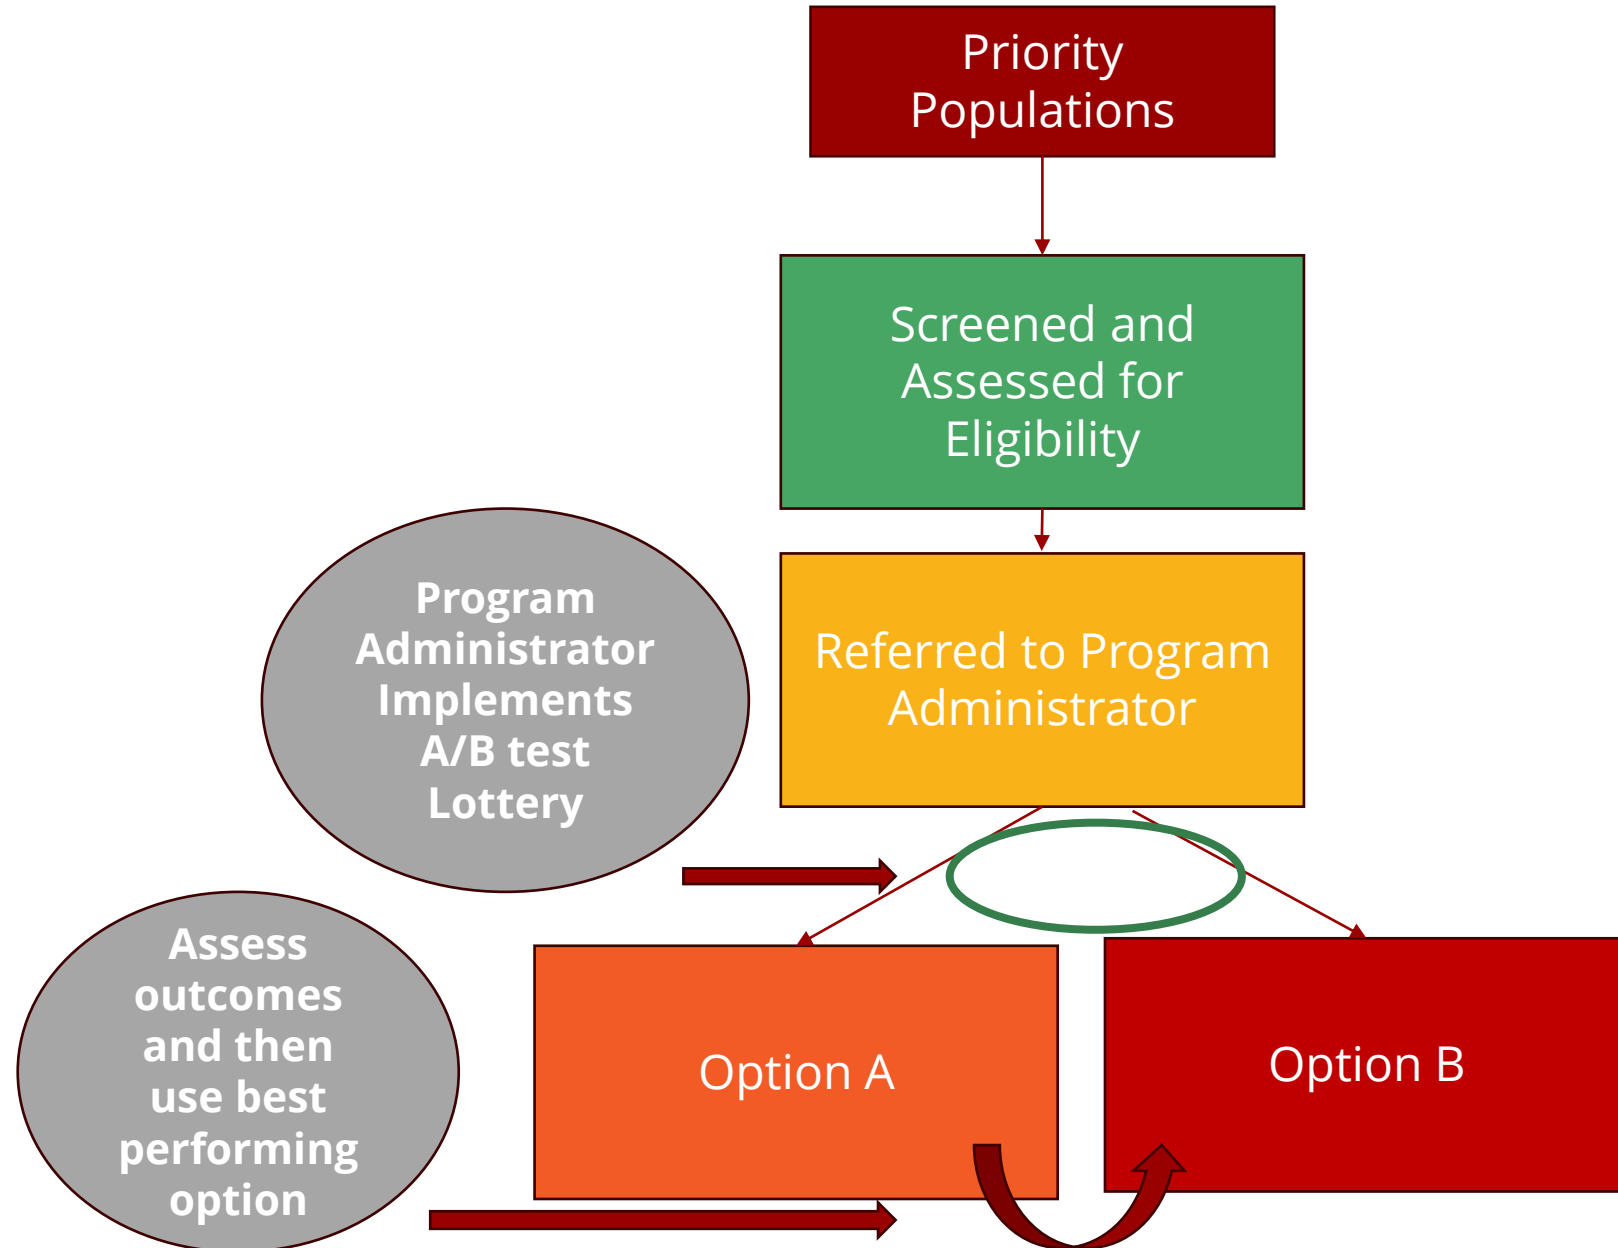 Priority
Populations
Screened and
Assessed for
Eligibility
Program
Administrator
Implements
A/B test
Lottery
Referred to Program
Administrator
Assess
outcomes
and then
use best
performing
option
Option A
Option B